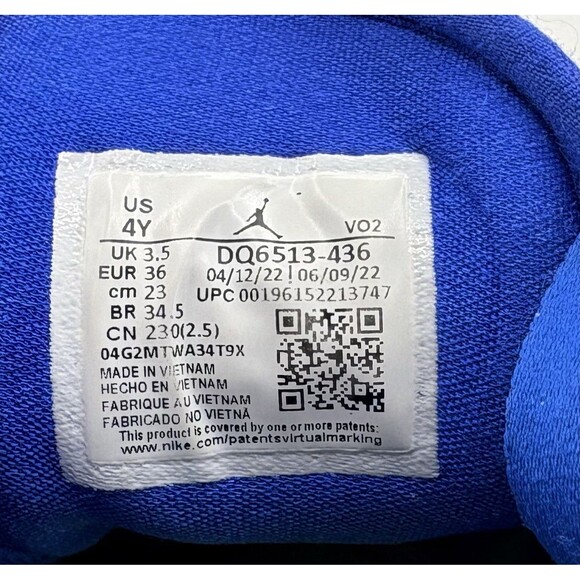 US
4Y
VO2
UK 3.5
EUR 36
cm 23
BR 34.5
CN 230(2.5)
DQ6513-436
04/12/22 | 06/09/22
UPC 00196152213747
04G2MTWA34T9X
MADE IN VIETNAM
HECHO EN VIETNAM
FABRIQUE AU VIETNAM
FABRICADO NO VIETNÃ
This product is covered by one or more patents:
www.nike.com/patentsvirtualmarking